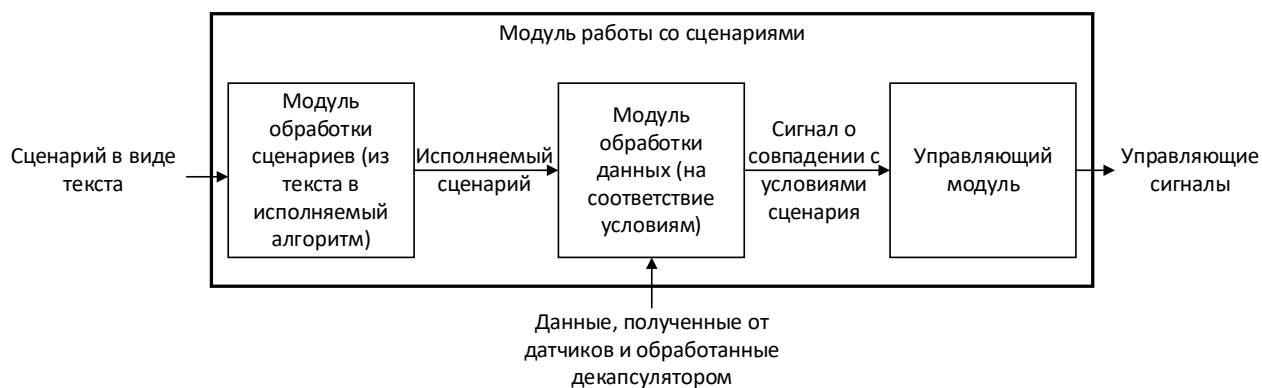 Модуль работы со сценариями
Сценарий в виде
текста
Модуль
обработки
сценариев (из
текста в
исполняемый
алгоритм)
Исполняемый
сценарий
Модуль
обработки
данных (на
соответствие
условиям)
Сигнал о
совпадении с
условиями
сценария
Управляющий
модуль
Управляющие
сигналы
Данные, полученные от
датчиков и обработанные
декапсулятором